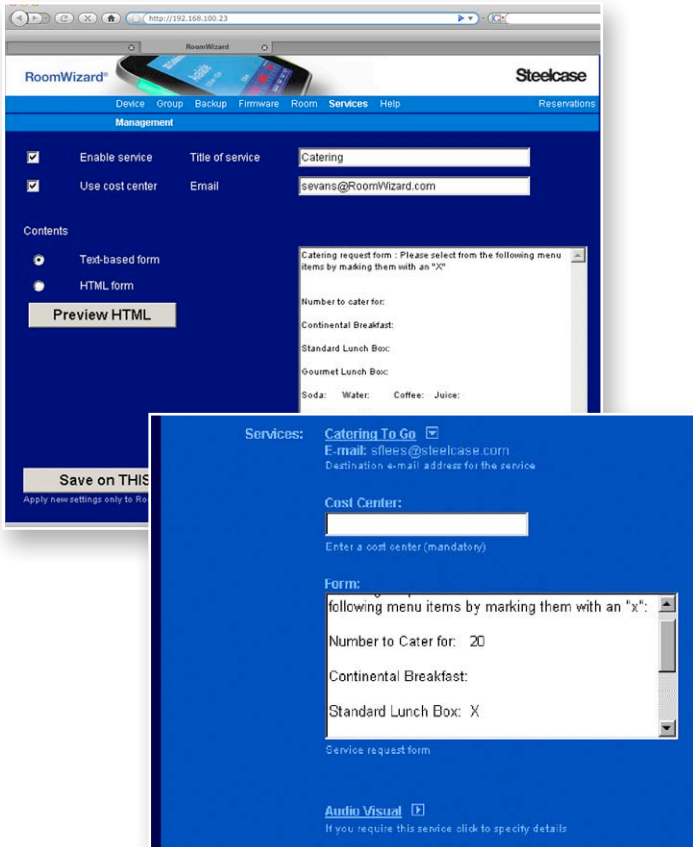 http://192.168.100.23
RoomWizard
RoomWizard®
Steelcase
Device Group Backup Firmware Room Services Help Reservations
Management
Enable service Title of service Catering
Use cost center Email sevans@RoomWizard.com
Contents
Text-based form
HTML form
Preview HTML
Catering request form : Please select from the following menu
items by marking them with an "X"
Number to cater for:
Continental Breakfast:
Standard Lunch Box:
Gourmet Lunch Box:
Soda: Water: Coffee: Juice:
Save on THIS
Apply new settings only to Ro
Services: Catering To Go
E-mail: sflees@steelcase.com
Destination e-mail address for the service
Cost Center:
Enter a cost center (mandatory)
Form:
following menu items by marking them with an "x":
Number to Cater for: 20
Continental Breakfast:
Standard Lunch Box: X
Service request form
Audio Visual
If you require this service click to specify details